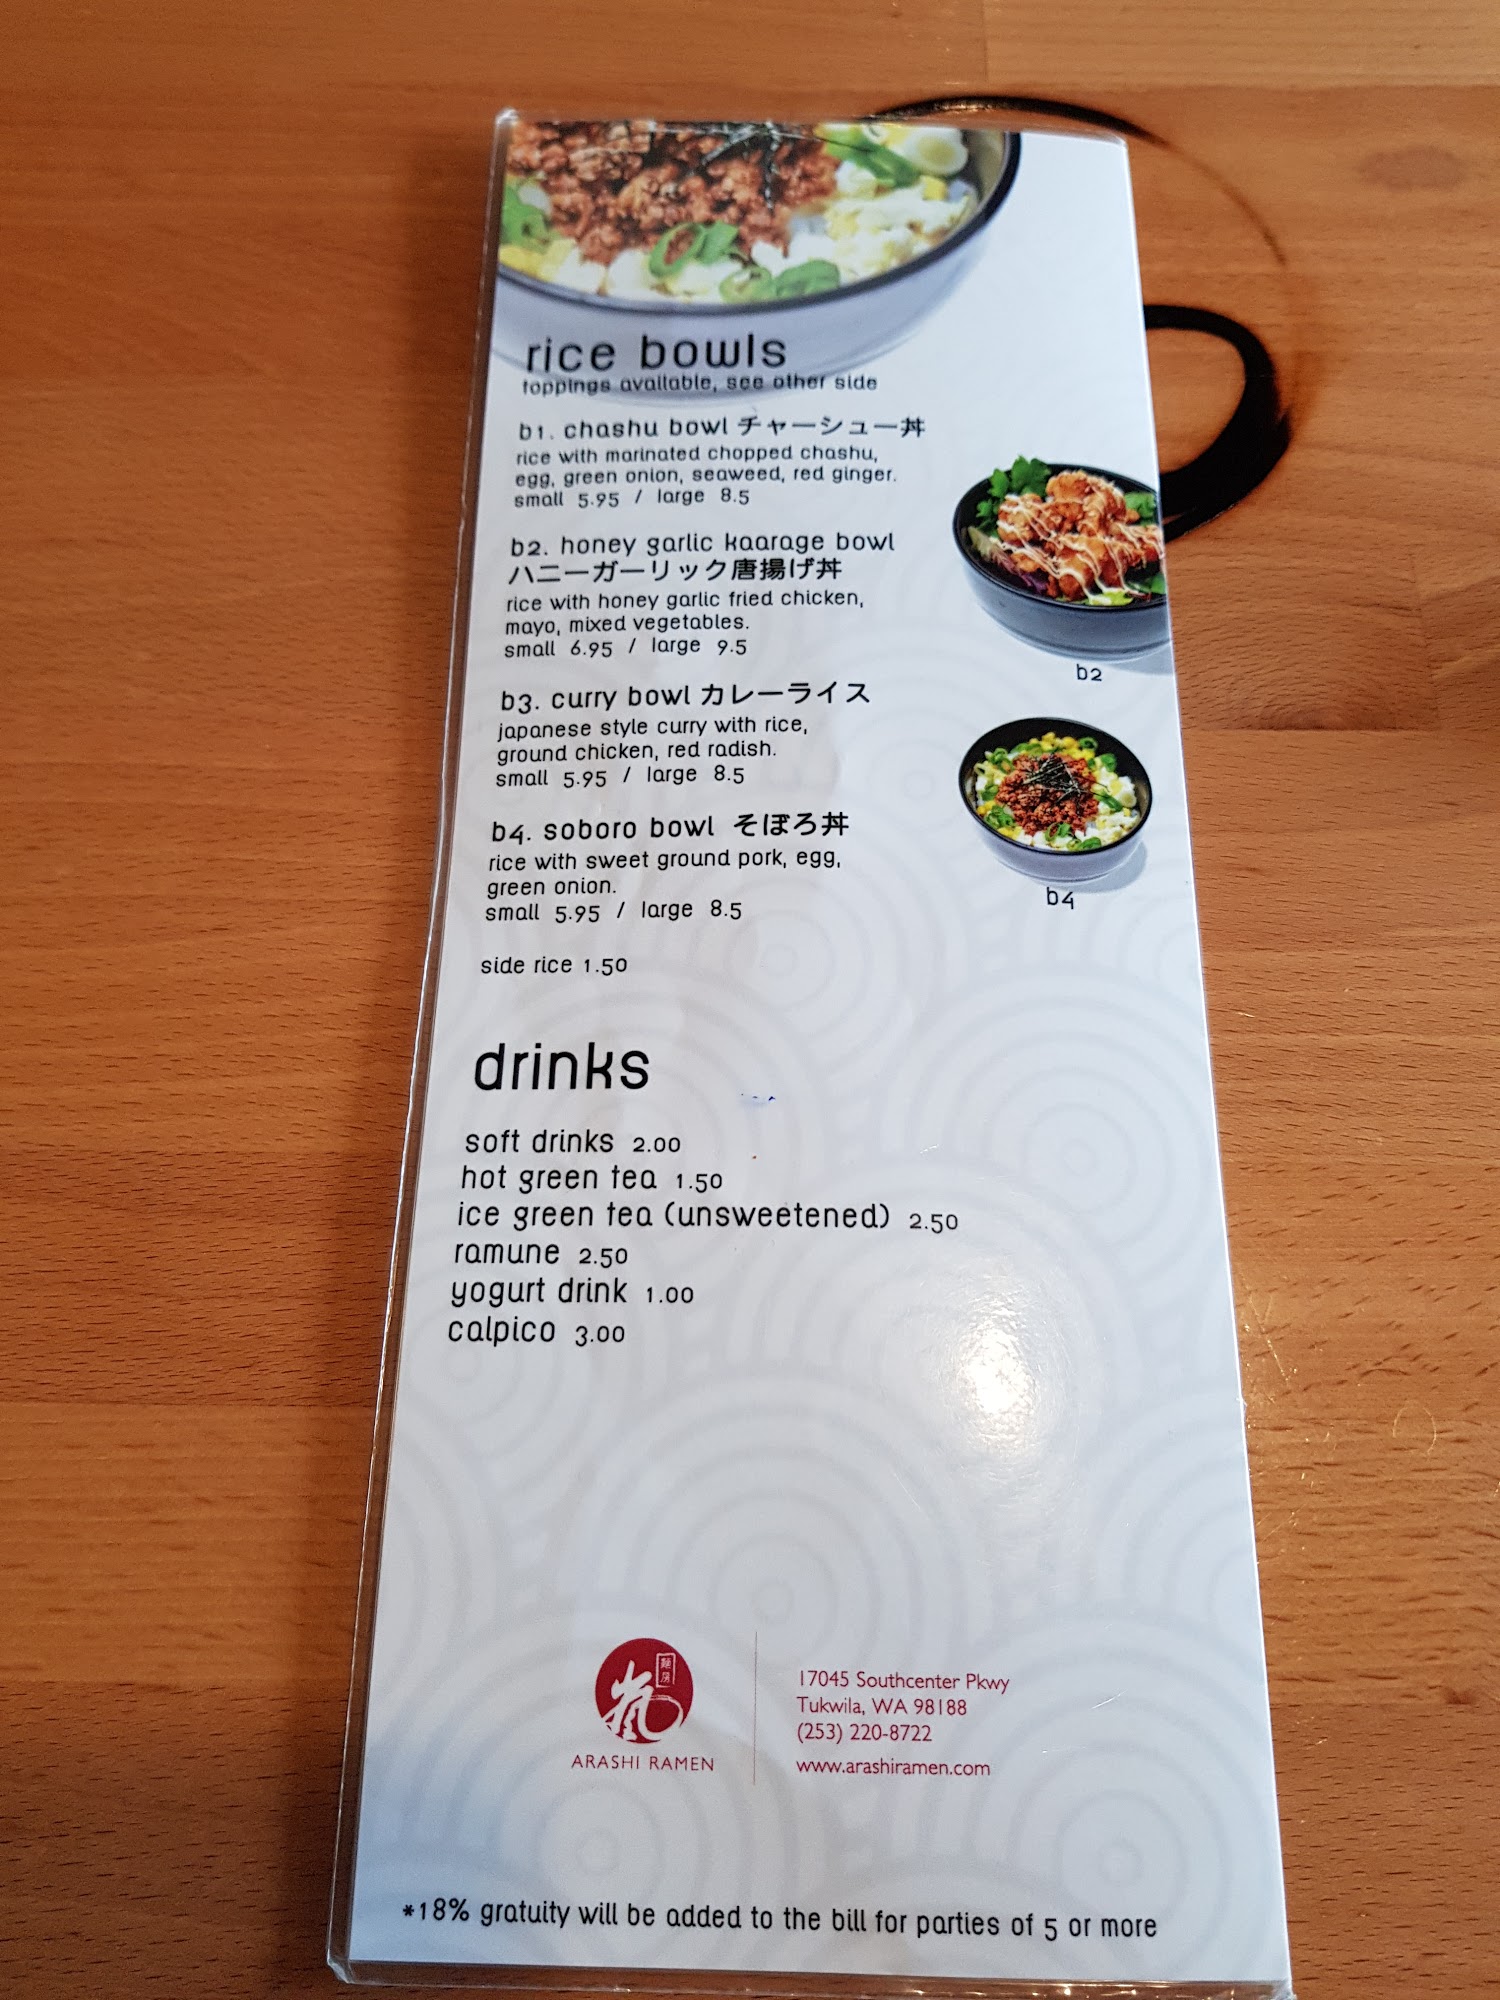 rice bowls
toppings available, see other side
b1. chashu bowl チャーシュー丼
rice with marinated chopped chashu,
egg, green onion, seaweed, red ginger.
small 5.95 / large 8.5
b2. honey garlic kaarage bowl
ハニーガーリック唐揚げ丼
rice with honey garlic fried chicken,
mayo, mixed vegetables.
small 6.95 / large 9.5
b2
b3. curry bowl カレーライス
japanese style curry with rice,
ground chicken, red radish.
small 5.95 / large 8.5
b4. soboro bowl そぼろ丼
rice with sweet ground pork, egg,
green onion.
small 5.95 / large 8.5
b4
side rice 1.50
drinks
soft drinks 2.00
hot green tea 1.50
ice green tea (unsweetened) 2.50
ramune 2.50
yogurt drink 1.00
calpico 3.00
麺房
嵐
ARASHI RAMEN
17045 Southcenter Pkwy
Tukwila, WA 98188
(253) 220-8722
www.arashiramen.com
*18% gratuity will be added to the bill for parties of 5 or more